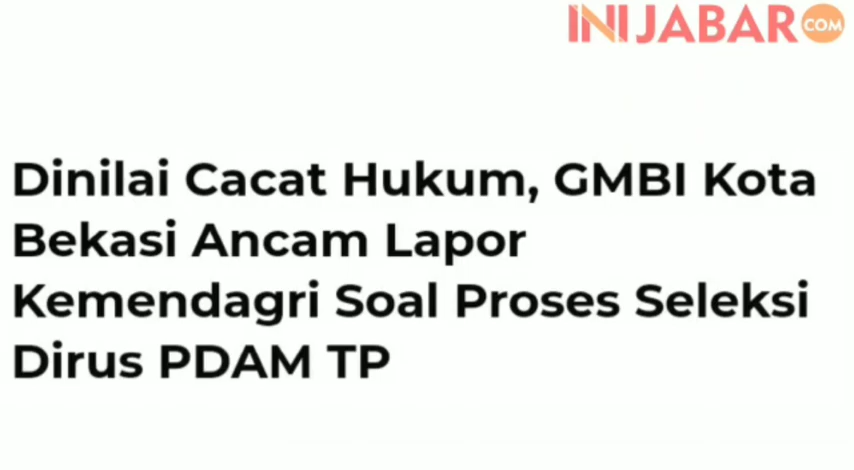 INIJABAR COM
Dinilai Cacat Hukum, GMBI Kota
Bekasi Ancam Lapor
Kemendagri Soal Proses Seleksi
Dirus PDAM TP